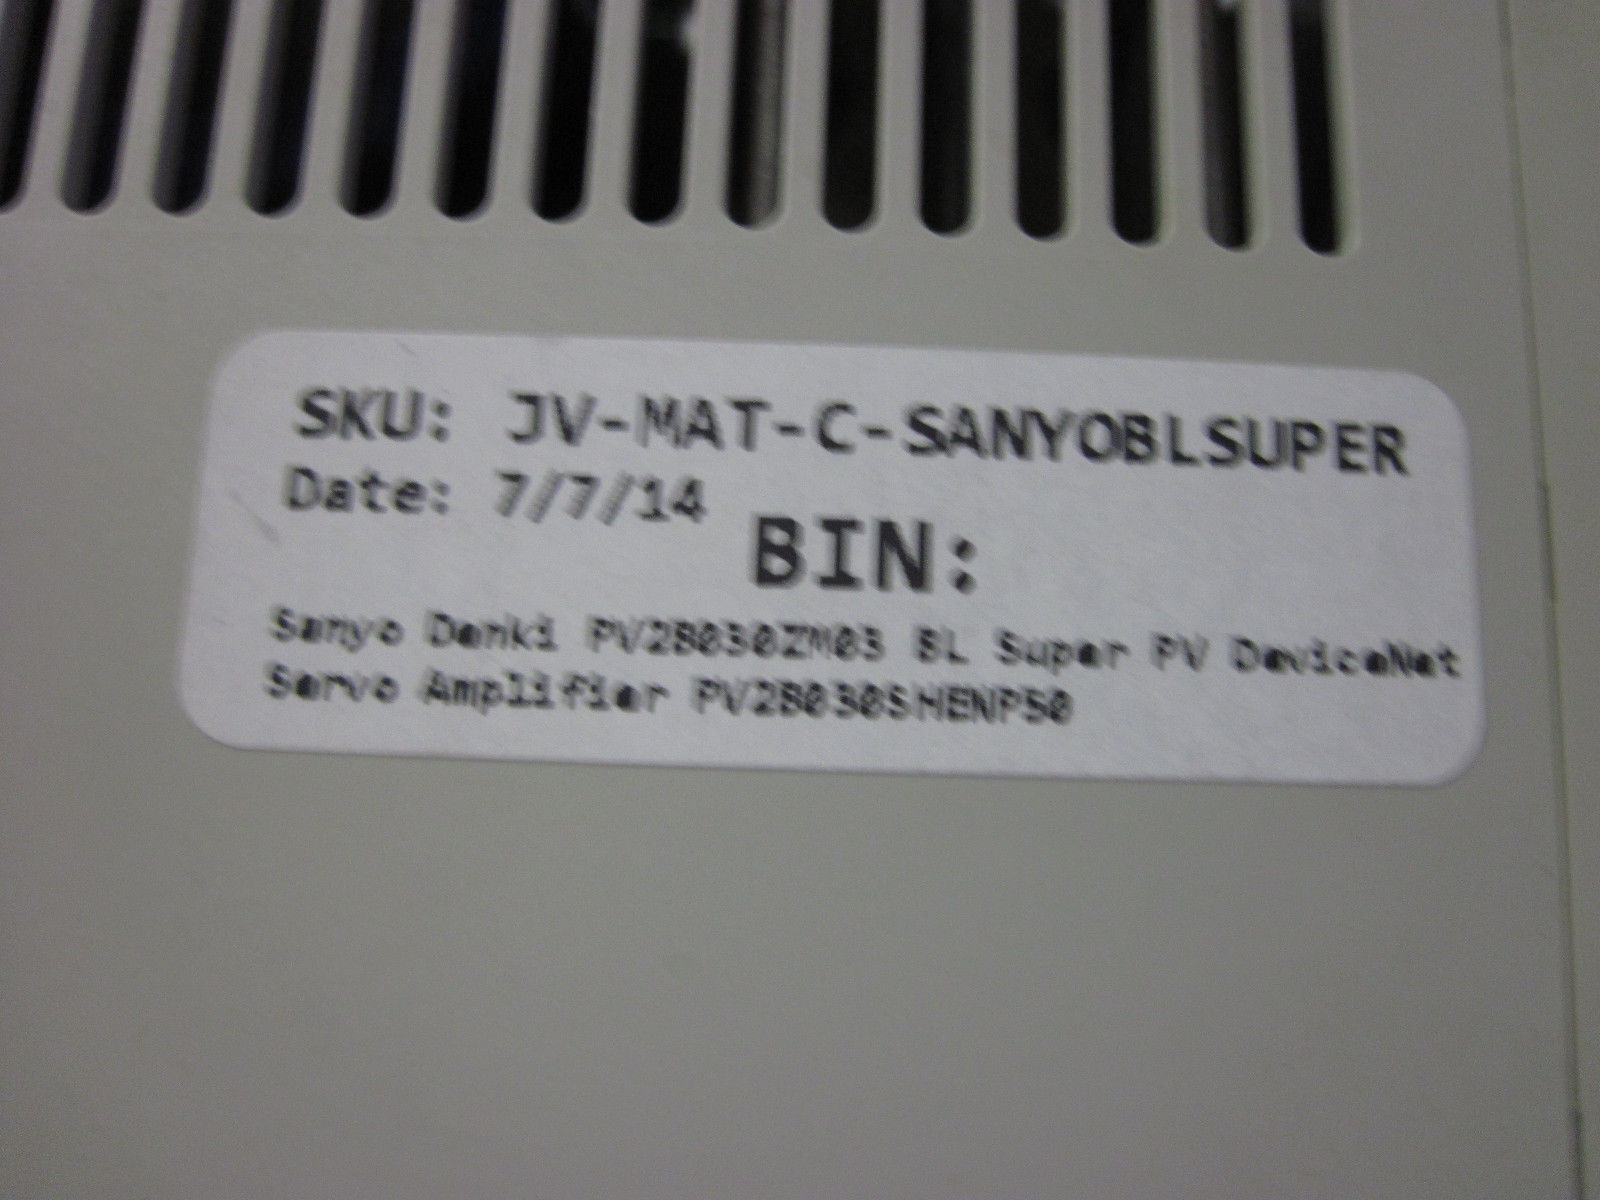 SKU: JV-MAT-C-SANYOBLSUPER
Date: 7/7/14
BIN:
Sanyo Denki PV2B030ZM03 BL Super PV DeviceNet
Servo Amplifier PV2B030SHENP50